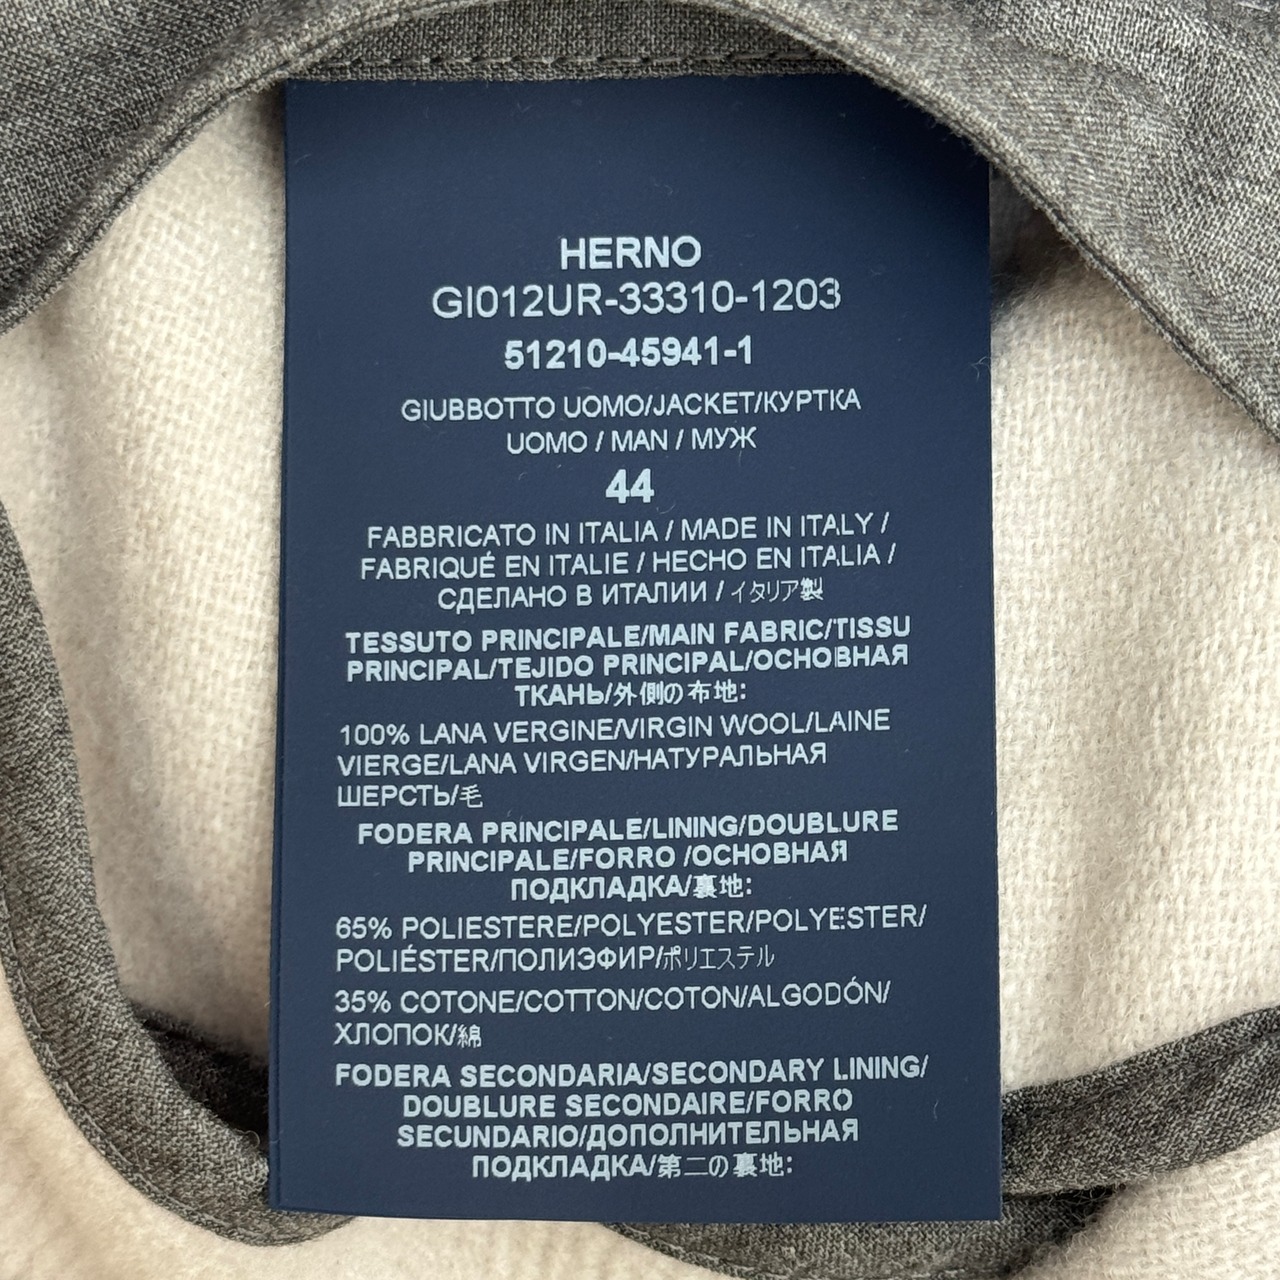 HERNO
GI012UR-33310-1203
51210-45941-1
GIUBBOTTO UOMO/JACKET/КУРТКА
UOMO / MAN / МУЖ
44
FABBRICATO IN ITALIA / MADE IN ITALY /
FABRIQUÉ EN ITALIE / HECHO EN ITALIA /
СДЕЛАНО В ИТАЛИИ / イタリア製
TESSUTO PRINCIPALE/MAIN FABRIC/TISSU
PRINCIPAL/TEJIDO PRINCIPAL/ОСНОВНАЯ
ТКАНЬ/外側の布地:
100% LANA VERGINE/VIRGIN WOOL/LAINE
VIERGE/LANA VIRGEN/НАТУРАЛЬНАЯ
ШЕРСТЬ/毛
FODERA PRINCIPALE/LINING/DOUBLURE
PRINCIPALE/FORRO /ОСНОВНАЯ
ПОДКЛАДКА/裏地:
65% POLIESTERE/POLYESTER/POLYESTER/
POLIÉSTER/ПОЛИЭФИР/ポリエステル
35% COTONE/COTTON/COTON/ALGODÓN/
ХЛОПОК/綿
FODERA SECONDARIA/SECONDARY LINING/
DOUBLURE SECONDAIRE/FORRO
SECUNDARIO/ДОПОЛНИТЕЛЬНАЯ
ПОДКЛАДКА/第二の裏地: